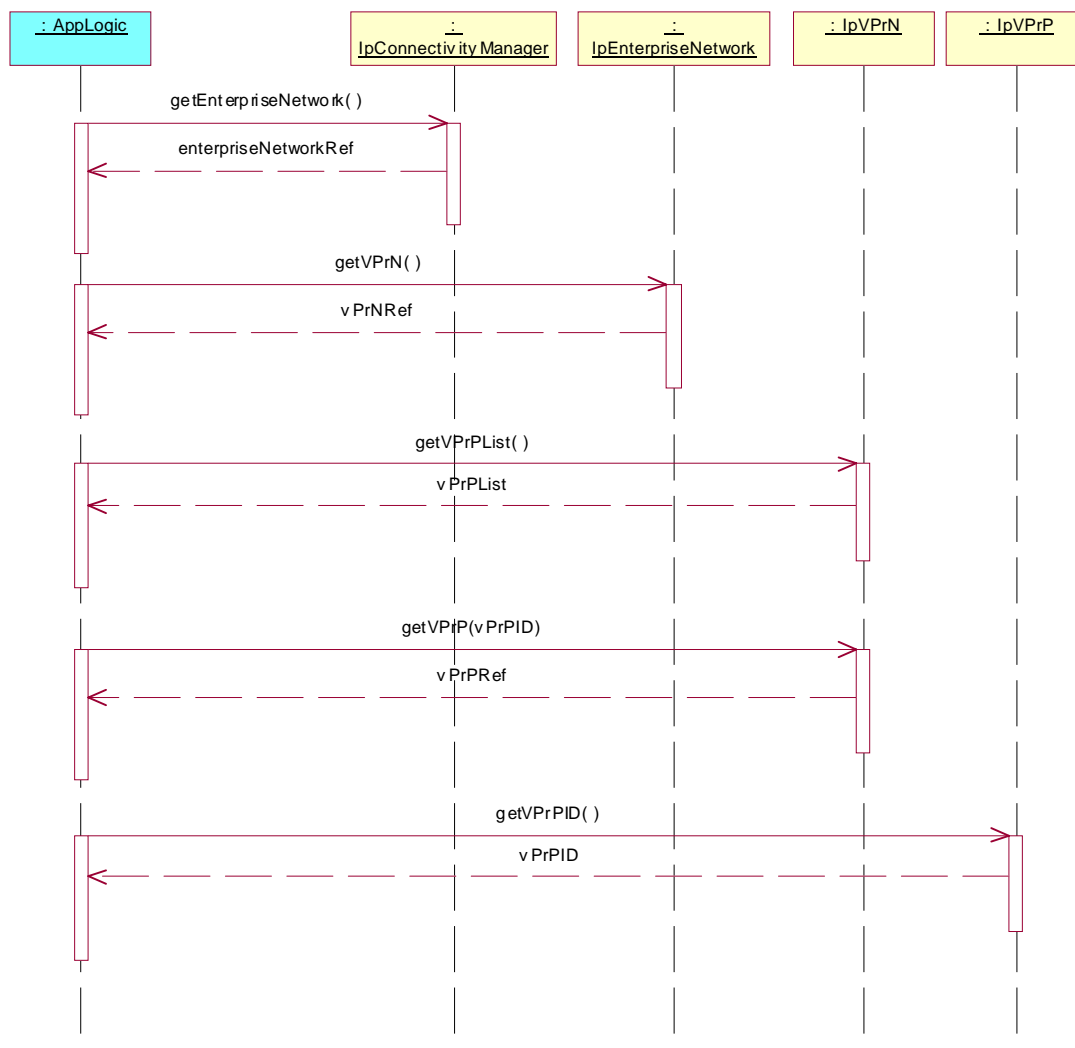 : AppLogic
:
IpConnectivityManager
:
IpEnterpriseNetwork
: IpVPrN
: IpVPrP
getEnterpriseNetwork( )
enterpriseNetworkRef
getVPrN( )
vPrNRef
getVPrPList( )
vPrPList
getVPrP(vPrPID)
vPrPRef
getVPrPID( )
vPrPID